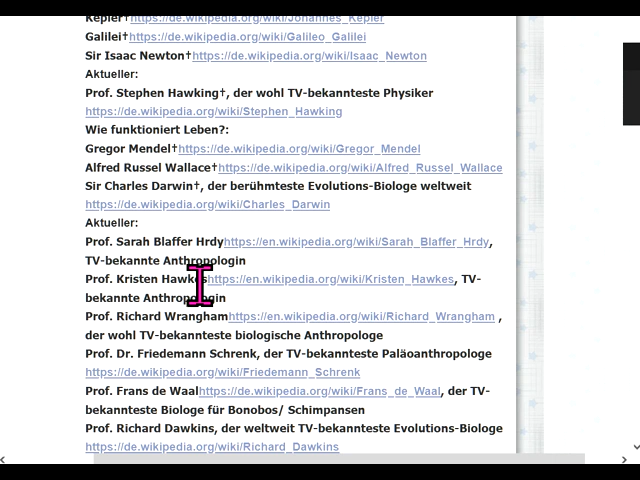 Kepler†https://de.wikipedia.org/wiki/Johannes_Kepler
Galilei†https://de.wikipedia.org/wiki/Galileo_Galilei
Sir Isaac Newton†https://de.wikipedia.org/wiki/Isaac_Newton
Aktueller:
Prof. Stephen Hawking†, der wohl TV-bekannteste Physiker
https://de.wikipedia.org/wiki/Stephen_Hawking
Wie funktioniert Leben?:
Gregor Mendel†https://de.wikipedia.org/wiki/Gregor_Mendel
Alfred Russel Wallace†https://de.wikipedia.org/wiki/Alfred_Russel_Wallace
Sir Charles Darwin†, der berühmteste Evolutions-Biologe weltweit
https://de.wikipedia.org/wiki/Charles_Darwin
Aktueller:
Prof. Sarah Blaffer Hrdyhttps://en.wikipedia.org/wiki/Sarah_Blaffer_Hrdy,
TV-bekannte Anthropologin
Prof. Kristen Hawkeshttps://en.wikipedia.org/wiki/Kristen_Hawkes, TV-
bekannte Anthropologin
Prof. Richard Wranghamhttps://en.wikipedia.org/wiki/Richard_Wrangham ,
der wohl TV-bekannteste biologische Anthropologe
Prof. Dr. Friedemann Schrenk, der TV-bekannteste Paläoanthropologe
https://de.wikipedia.org/wiki/Friedemann_Schrenk
Prof. Frans de Waalhttps://de.wikipedia.org/wiki/Frans_de_Waal, der TV-
bekannteste Biologe für Bonobos/ Schimpansen
Prof. Richard Dawkins, der weltweit TV-bekannteste Evolutions-Biologe
https://de.wikipedia.org/wiki/Richard_Dawkins